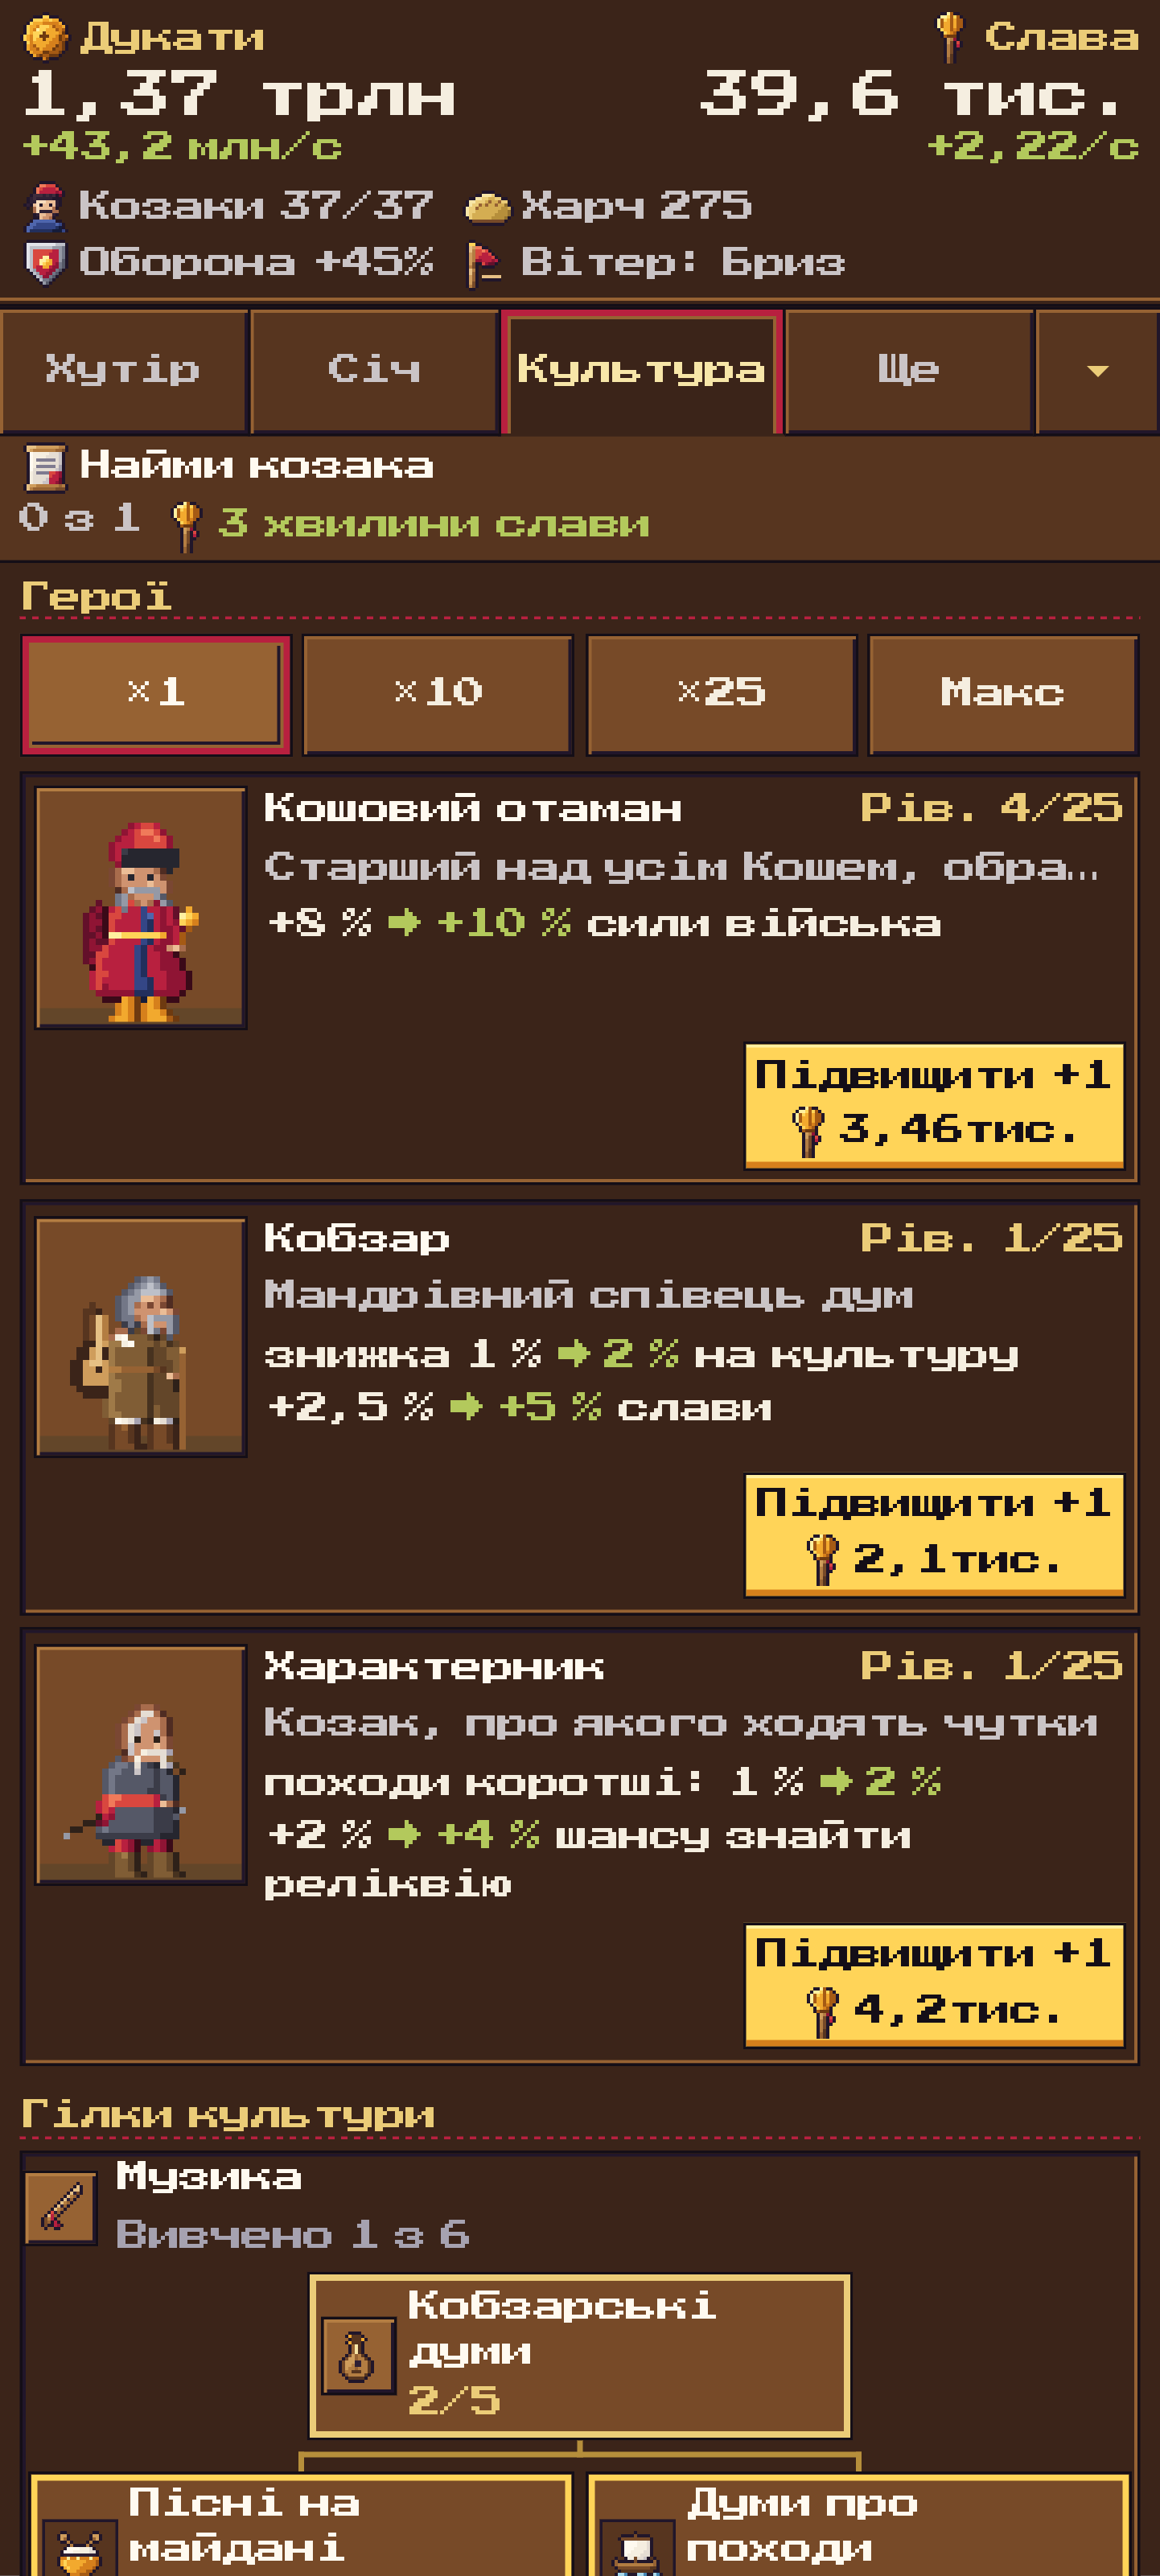 Дукати
Слава
1,37 трлн
39,6 тис.
+43,2 млн/с
+2,22/с
Козаки 37/37
Харч 275
Оборона +45%
Вітер: Бриз
Хутір
Січ
Культура
Ще
Найми козака
0 з 1
3 хвилини слави
Герої
×1
×10
×25
Макс
Кошовий отаман
Рів. 4/25
Старший над усім Кошем, обра...
+8 % ➡ +10 % сили війська
Підвищити +1
3,46тис.
Кобзар
Рів. 1/25
Мандрівний співець дум
знижка 1 % ➡ 2 % на культуру
+2,5 % ➡ +5 % слави
Підвищити +1
2,1тис.
Характерник
Рів. 1/25
Козак, про якого ходять чутки
походи коротші: 1 % ➡ 2 %
+2 % ➡ +4 % шансу знайти
реліквію
Підвищити +1
4,2тис.
Гілки культури
Музика
Вивчено 1 з 6
Кобзарські
думи
2/5
Пісні на
майдані
Думи про
походи